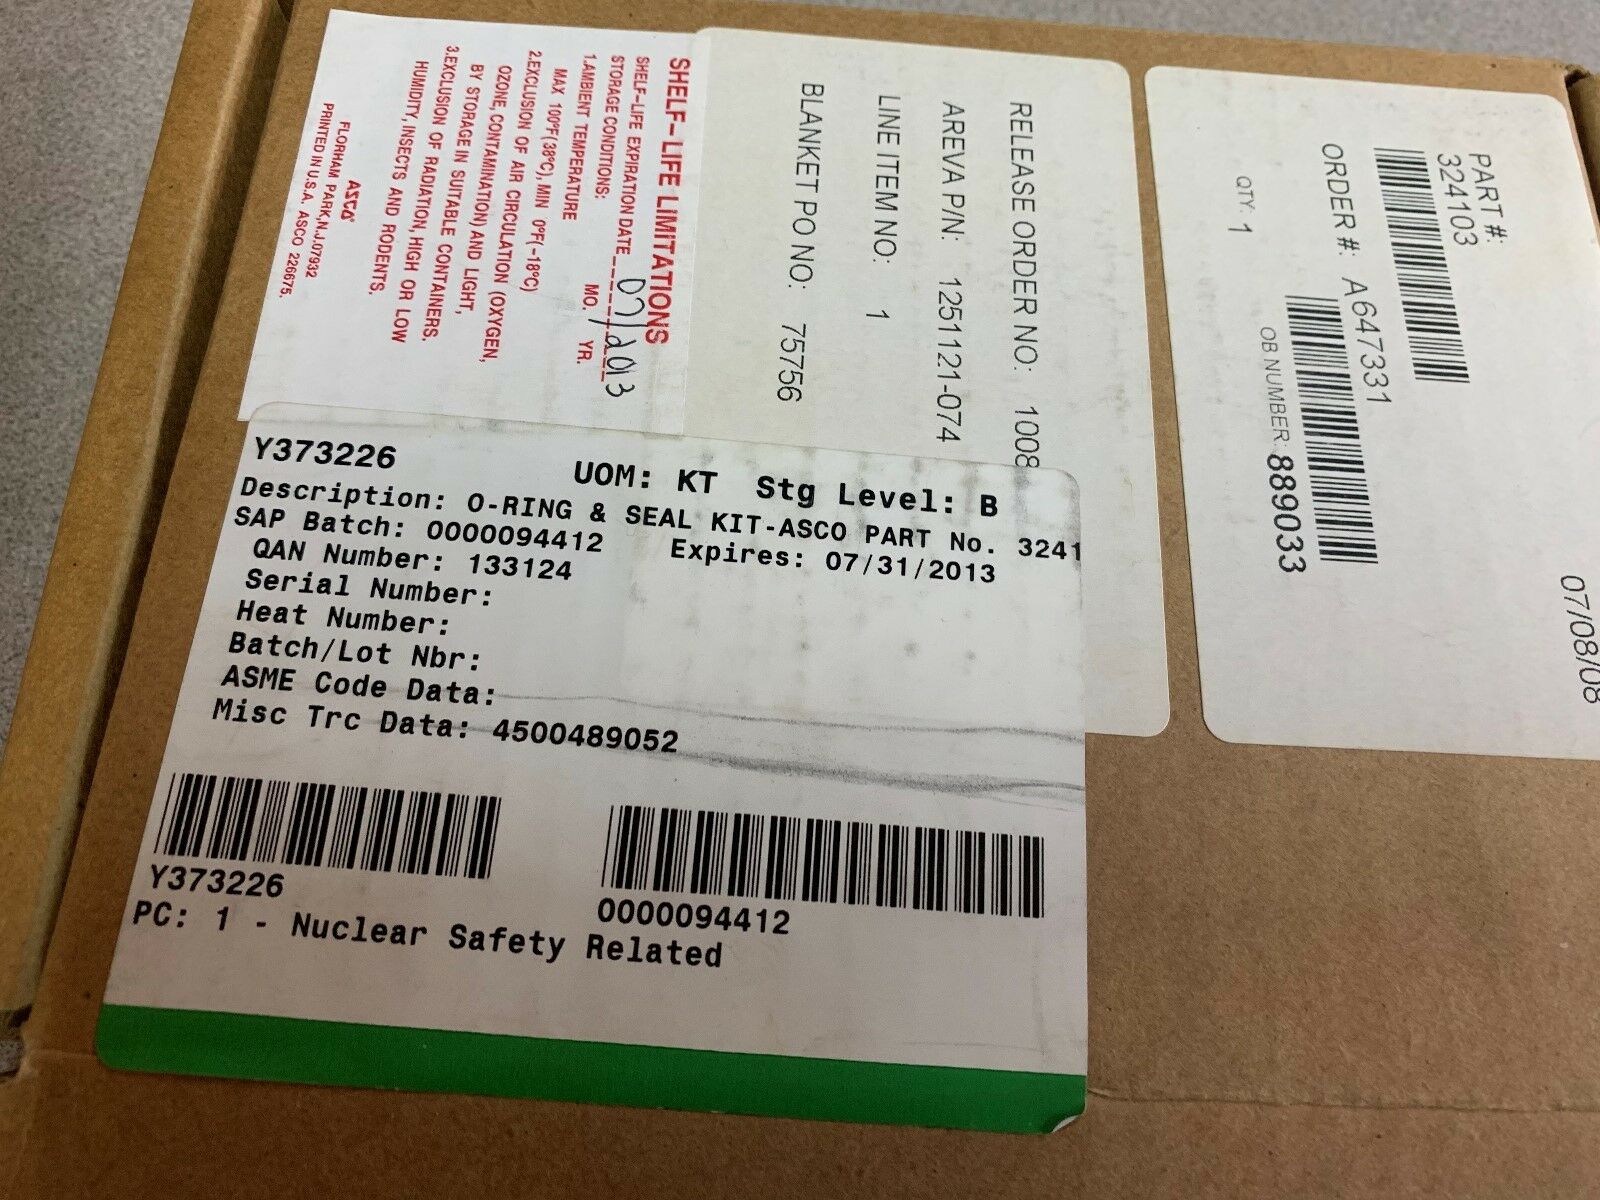 SHELF-LIFE LIMITATIONS
SHELF-LIFE EXPIRATION DATE 07/2013
STORAGE CONDITIONS: MO. YR.
1.AMBIENT TEMPERATURE
MAX 100°F(38°C), MIN 0°F(-18°C)
2.EXCLUSION OF AIR CIRCULATION (OXYGEN,
OZONE, CONTAMINATION) AND LIGHT,
BY STORAGE IN SUITABLE CONTAINERS.
3.EXCLUSION OF RADIATION, HIGH OR LOW
HUMIDITY, INSECTS AND RODENTS.
ASCO
FLORHAM PARK,N.J.07932
PRINTED IN U.S.A. ASCO 226675.
RELEASE ORDER NO: 1008
AREVA P/N: 1251121-074
LINE ITEM NO: 1
BLANKET PO NO: 75756
PART #:
324103
ORDER #: A647331
QTY: 1
OB NUMBER: 889033
07/08/08
Y373226
UOM: KT Stg Level: B
Description: O-RING & SEAL KIT-ASCO PART No. 3241
SAP Batch: 0000094412 Expires: 07/31/2013
QAN Number: 133124
Serial Number:
Heat Number:
Batch/Lot Nbr:
ASME Code Data:
Misc Trc Data: 4500489052
Y373226
0000094412
PC: 1 - Nuclear Safety Related